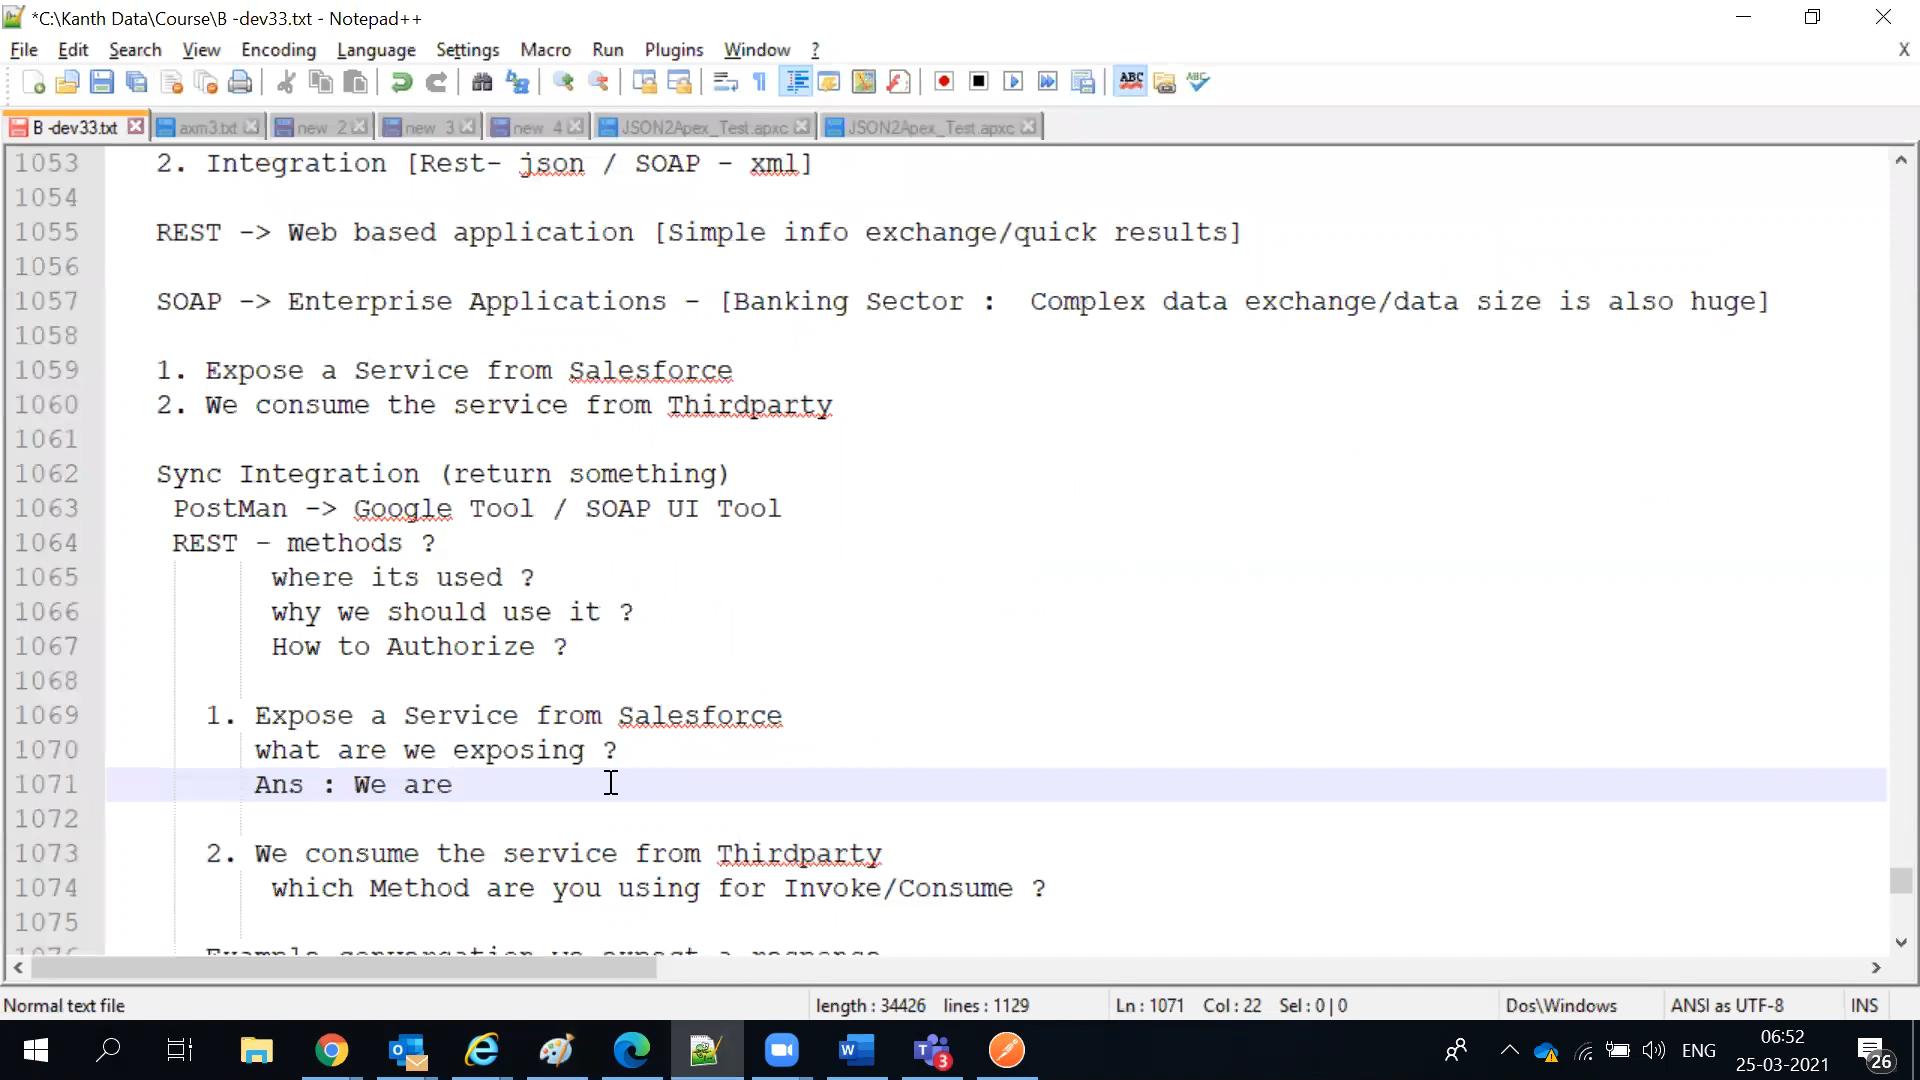 *C:\Kanth Data\Course\B -dev33.txt - Notepad++
File Edit Search View Encoding Language Settings Macro Run Plugins Window ? X
B -dev33.txt axm3.txt new 2 new 3 new 4 JSON2Apex_Test.apxc JSON2Apex_Test.apxc
1053 2. Integration [Rest- json / SOAP - xml]
1054
1055 REST -> Web based application [Simple info exchange/quick results]
1056
1057 SOAP -> Enterprise Applications - [Banking Sector :  Complex data exchange/data size is also huge]
1058
1059 1. Expose a Service from Salesforce
1060 2. We consume the service from Thirdparty
1061
1062 Sync Integration (return something)
1063 PostMan -> Google Tool / SOAP UI Tool
1064 REST - methods ?
1065 where its used ?
1066 why we should use it ?
1067 How to Authorize ?
1068
1069 1. Expose a Service from Salesforce
1070 what are we exposing ?
1071 Ans : We are
1072
1073 2. We consume the service from Thirdparty
1074 which Method are you using for Invoke/Consume ?
1075
1076 Example conversation we expect a response
Normal text file length : 34426 lines : 1129 Ln : 1071 Col : 22 Sel : 0 | 0 Dos\Windows ANSI as UTF-8 INS
ENG 06:52
25-03-2021
3
26